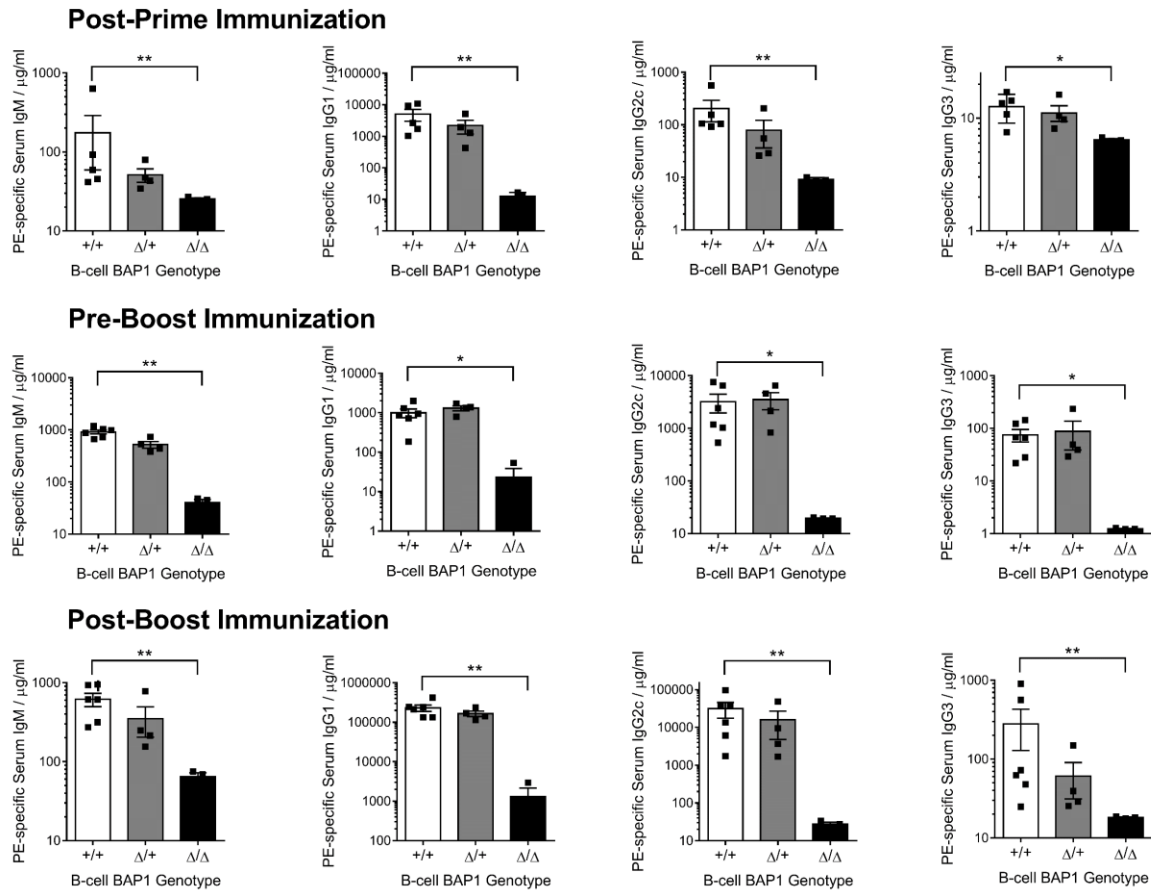 Post-Prime Immunization
PE-specific Serum IgM / μg/ml
1000
100
10
**
+/+ Δ/+ Δ/Δ
B-cell BAP1 Genotype
PE-specific Serum IgG1 / μg/ml
100000
10000
1000
100
10
1
**
+/+ Δ/+ Δ/Δ
B-cell BAP1 Genotype
PE-specific Serum IgG2c / μg/ml
1000
100
10
1
**
+/+ Δ/+ Δ/Δ
B-cell BAP1 Genotype
PE-specific Serum IgG3 / μg/ml
10
1
*
+/+ Δ/+ Δ/Δ
B-cell BAP1 Genotype
Pre-Boost Immunization
PE-specific Serum IgM / μg/ml
10000
1000
100
10
**
+/+ Δ/+ Δ/Δ
B-cell BAP1 Genotype
PE-specific Serum IgG1 / μg/ml
10000
1000
100
10
1
*
+/+ Δ/+ Δ/Δ
B-cell BAP1 Genotype
PE-specific Serum IgG2c / μg/ml
10000
1000
100
10
*
+/+ Δ/+ Δ/Δ
B-cell BAP1 Genotype
PE-specific Serum IgG3 / μg/ml
1000
100
10
1
*
+/+ Δ/+ Δ/Δ
B-cell BAP1 Genotype
Post-Boost Immunization
PE-specific Serum IgM / μg/ml
1000
100
10
**
+/+ Δ/+ Δ/Δ
B-cell BAP1 Genotype
PE-specific Serum IgG1 / μg/ml
1000000
100000
10000
1000
100
**
+/+ Δ/+ Δ/Δ
B-cell BAP1 Genotype
PE-specific Serum IgG2c / μg/ml
100000
10000
1000
100
10
**
+/+ Δ/+ Δ/Δ
B-cell BAP1 Genotype
PE-specific Serum IgG3 / μg/ml
1000
100
10
**
+/+ Δ/+ Δ/Δ
B-cell BAP1 Genotype